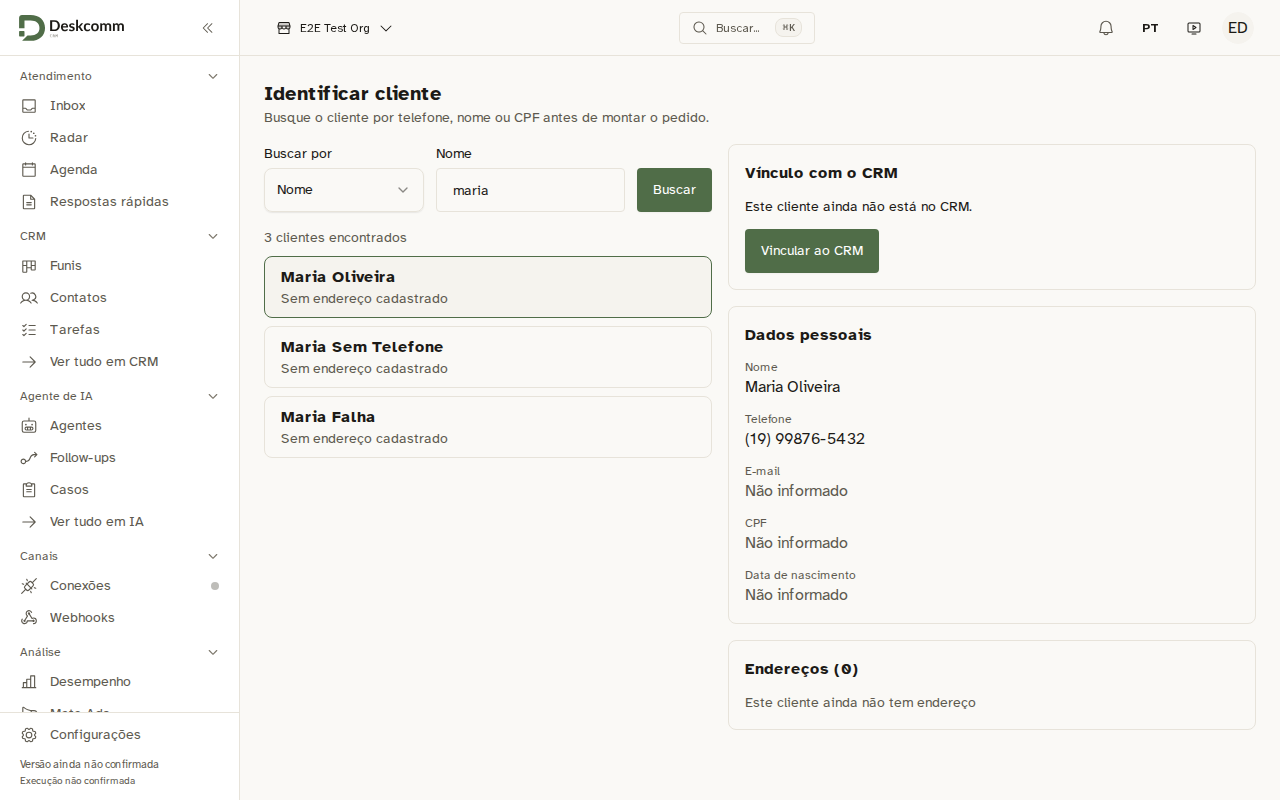 Deskcomm
E2E Test Org
Buscar...
⌘K
PT
ED
Atendimento
Inbox
Radar
Agenda
Respostas rápidas
CRM
Funis
Contatos
Tarefas
Ver tudo em CRM
Agente de IA
Agentes
Follow-ups
Casos
Ver tudo em IA
Canais
Conexões
Webhooks
Análise
Desempenho
Meta Ads
Configurações
Versão ainda não confirmada
Execução não confirmada
Identificar cliente
Busque o cliente por telefone, nome ou CPF antes de montar o pedido.
Buscar por
Nome
Nome
maria
Buscar
3 clientes encontrados
Maria Oliveira
Sem endereço cadastrado
Maria Sem Telefone
Sem endereço cadastrado
Maria Falha
Sem endereço cadastrado
Vínculo com o CRM
Este cliente ainda não está no CRM.
Vincular ao CRM
Dados pessoais
Nome
Maria Oliveira
Telefone
(19) 99876-5432
E-mail
Não informado
CPF
Não informado
Data de nascimento
Não informado
Endereços (0)
Este cliente ainda não tem endereço